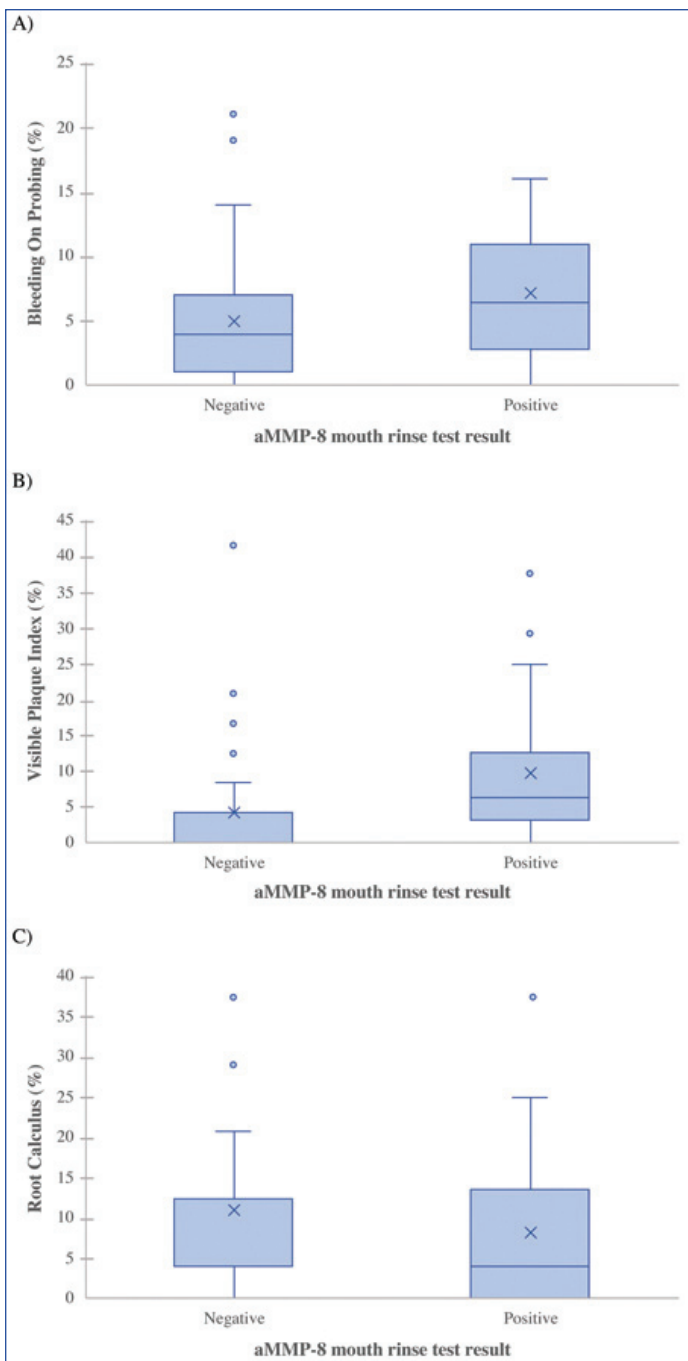 A)
25
20
15
10
5
0
Bleeding On Probing (%)
Negative
Positive
aMMP-8 mouth rinse test result
B)
45
40
35
30
25
20
15
10
5
0
Visible Plaque Index (%)
Negative
Positive
aMMP-8 mouth rinse test result
C)
40
35
30
25
20
15
10
5
0
Root Calculus (%)
Negative
Positive
aMMP-8 mouth rinse test result